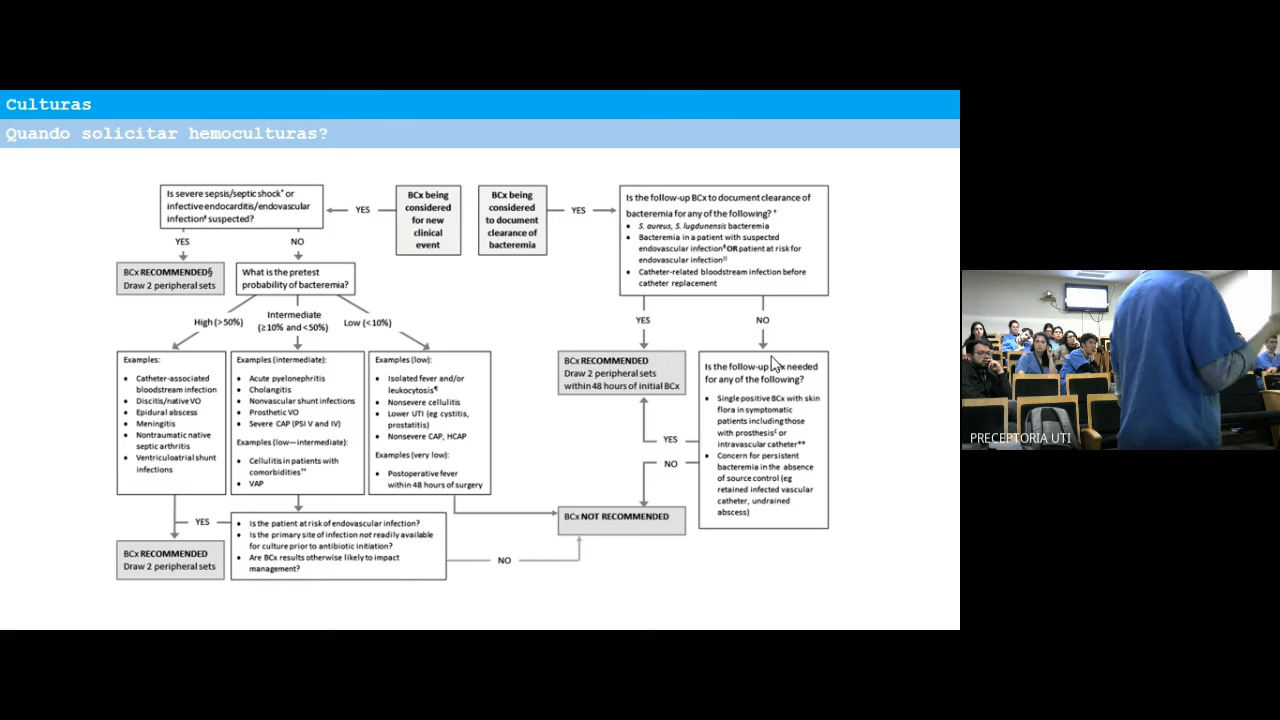 Culturas
Quando solicitar hemoculturas?
Is severe sepsis/septic shock* or
infective endocarditis/endovascular
infection‡ suspected?
YES
BCx being
considered
for new
clinical
event
BCx being
considered
to document
clearance of
bacteremia
YES
Is the follow-up BCx to document clearance of
bacteremia for any of the following? +
• S. aureus, S. lugdunensis bacteremia
• Bacteremia in a patient with suspected
endovascular infection‡ OR patient at risk for
endovascular infection||
• Catheter-related bloodstream infection before
catheter replacement
YES
NO
BCx RECOMMENDED§
Draw 2 peripheral sets
What is the pretest
probability of bacteremia?
High (>50%)
Intermediate
(≥10% and <50%)
Low (<10%)
Examples:
• Catheter-associated
bloodstream infection
• Discitis/native VO
• Epidural abscess
• Meningitis
• Nontraumatic native
septic arthritis
• Ventriculoatrial shunt
infections
Examples (intermediate):
• Acute pyelonephritis
• Cholangitis
• Nonvascular shunt infections
• Prosthetic VO
• Severe CAP (PSI V and IV)
Examples (low—intermediate):
• Cellulitis in patients with
comorbidities††
• VAP
Examples (low):
• Isolated fever and/or
leukocytosis¶
• Nonsevere cellulitis
• Lower UTI (eg cystitis,
prostatitis)
• Nonsevere CAP, HCAP
Examples (very low):
• Postoperative fever
within 48 hours of surgery
YES
• Is the patient at risk of endovascular infection?
• Is the primary site of infection not readily available
for culture prior to antibiotic initiation?
• Are BCx results otherwise likely to impact
management?
BCx RECOMMENDED
Draw 2 peripheral sets
NO
YES
NO
BCx RECOMMENDED
Draw 2 peripheral sets
within 48 hours of initial BCx
Is the follow-up needed
for any of the following?
• Single positive BCx with skin
flora in symptomatic
patients including those
with prosthesis£ or
intravascular catheter**
• Concern for persistent
bacteremia in the absence
of source control (eg
retained infected vascular
catheter, undrained
abscess)
YES
NO
BCx NOT RECOMMENDED
PRECEPTORIA UTI